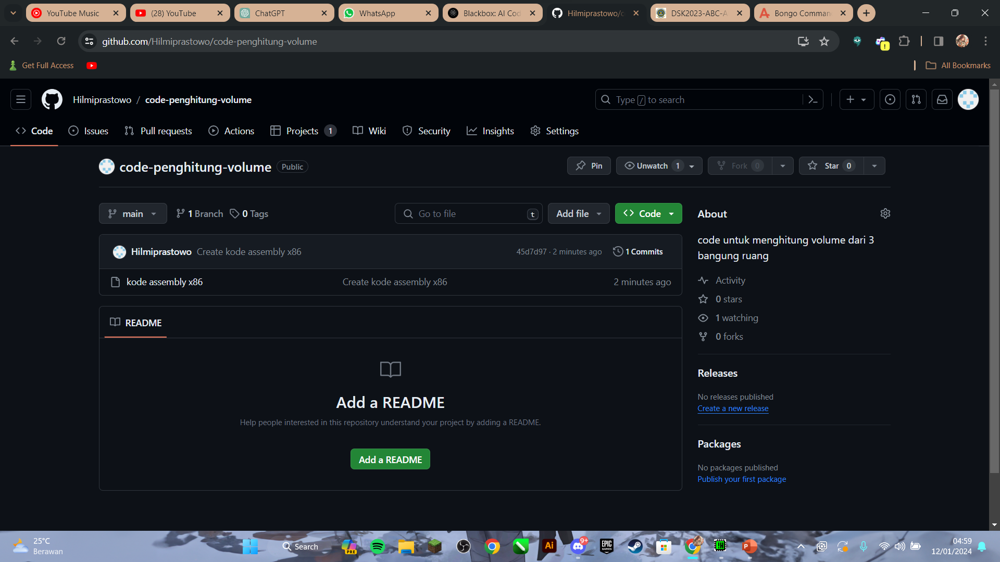 YouTube Music
(28) YouTube
ChatGPT
WhatsApp
Blackbox: AI Cod
Hilmiprastowo/c
DSK2023-ABC-A
Bongo Comman
github.com/Hilmiprastowo/code-penghitung-volume
Get Full Access
All Bookmarks
Hilmiprastowo / code-penghitung-volume
Type / to search
Code
Issues
Pull requests
Actions
Projects 1
Wiki
Security
Insights
Settings
code-penghitung-volume Public
Pin
Unwatch 1
Fork 0
Star 0
main
1 Branch
0 Tags
Go to file t
Add file
Code
Hilmiprastowo Create kode assembly x86
45d7d97 · 2 minutes ago
1 Commits
kode assembly x86
Create kode assembly x86
2 minutes ago
README
Add a README
Help people interested in this repository understand your project by adding a README.
Add a README
About
code untuk menghitung volume dari 3
bangung ruang
Activity
0 stars
1 watching
0 forks
Releases
No releases published
Create a new release
Packages
No packages published
Publish your first package
25°C
Berawan
Search
PRE
Ai
9+
EPIC
GAMES
P
04:59
12/01/2024